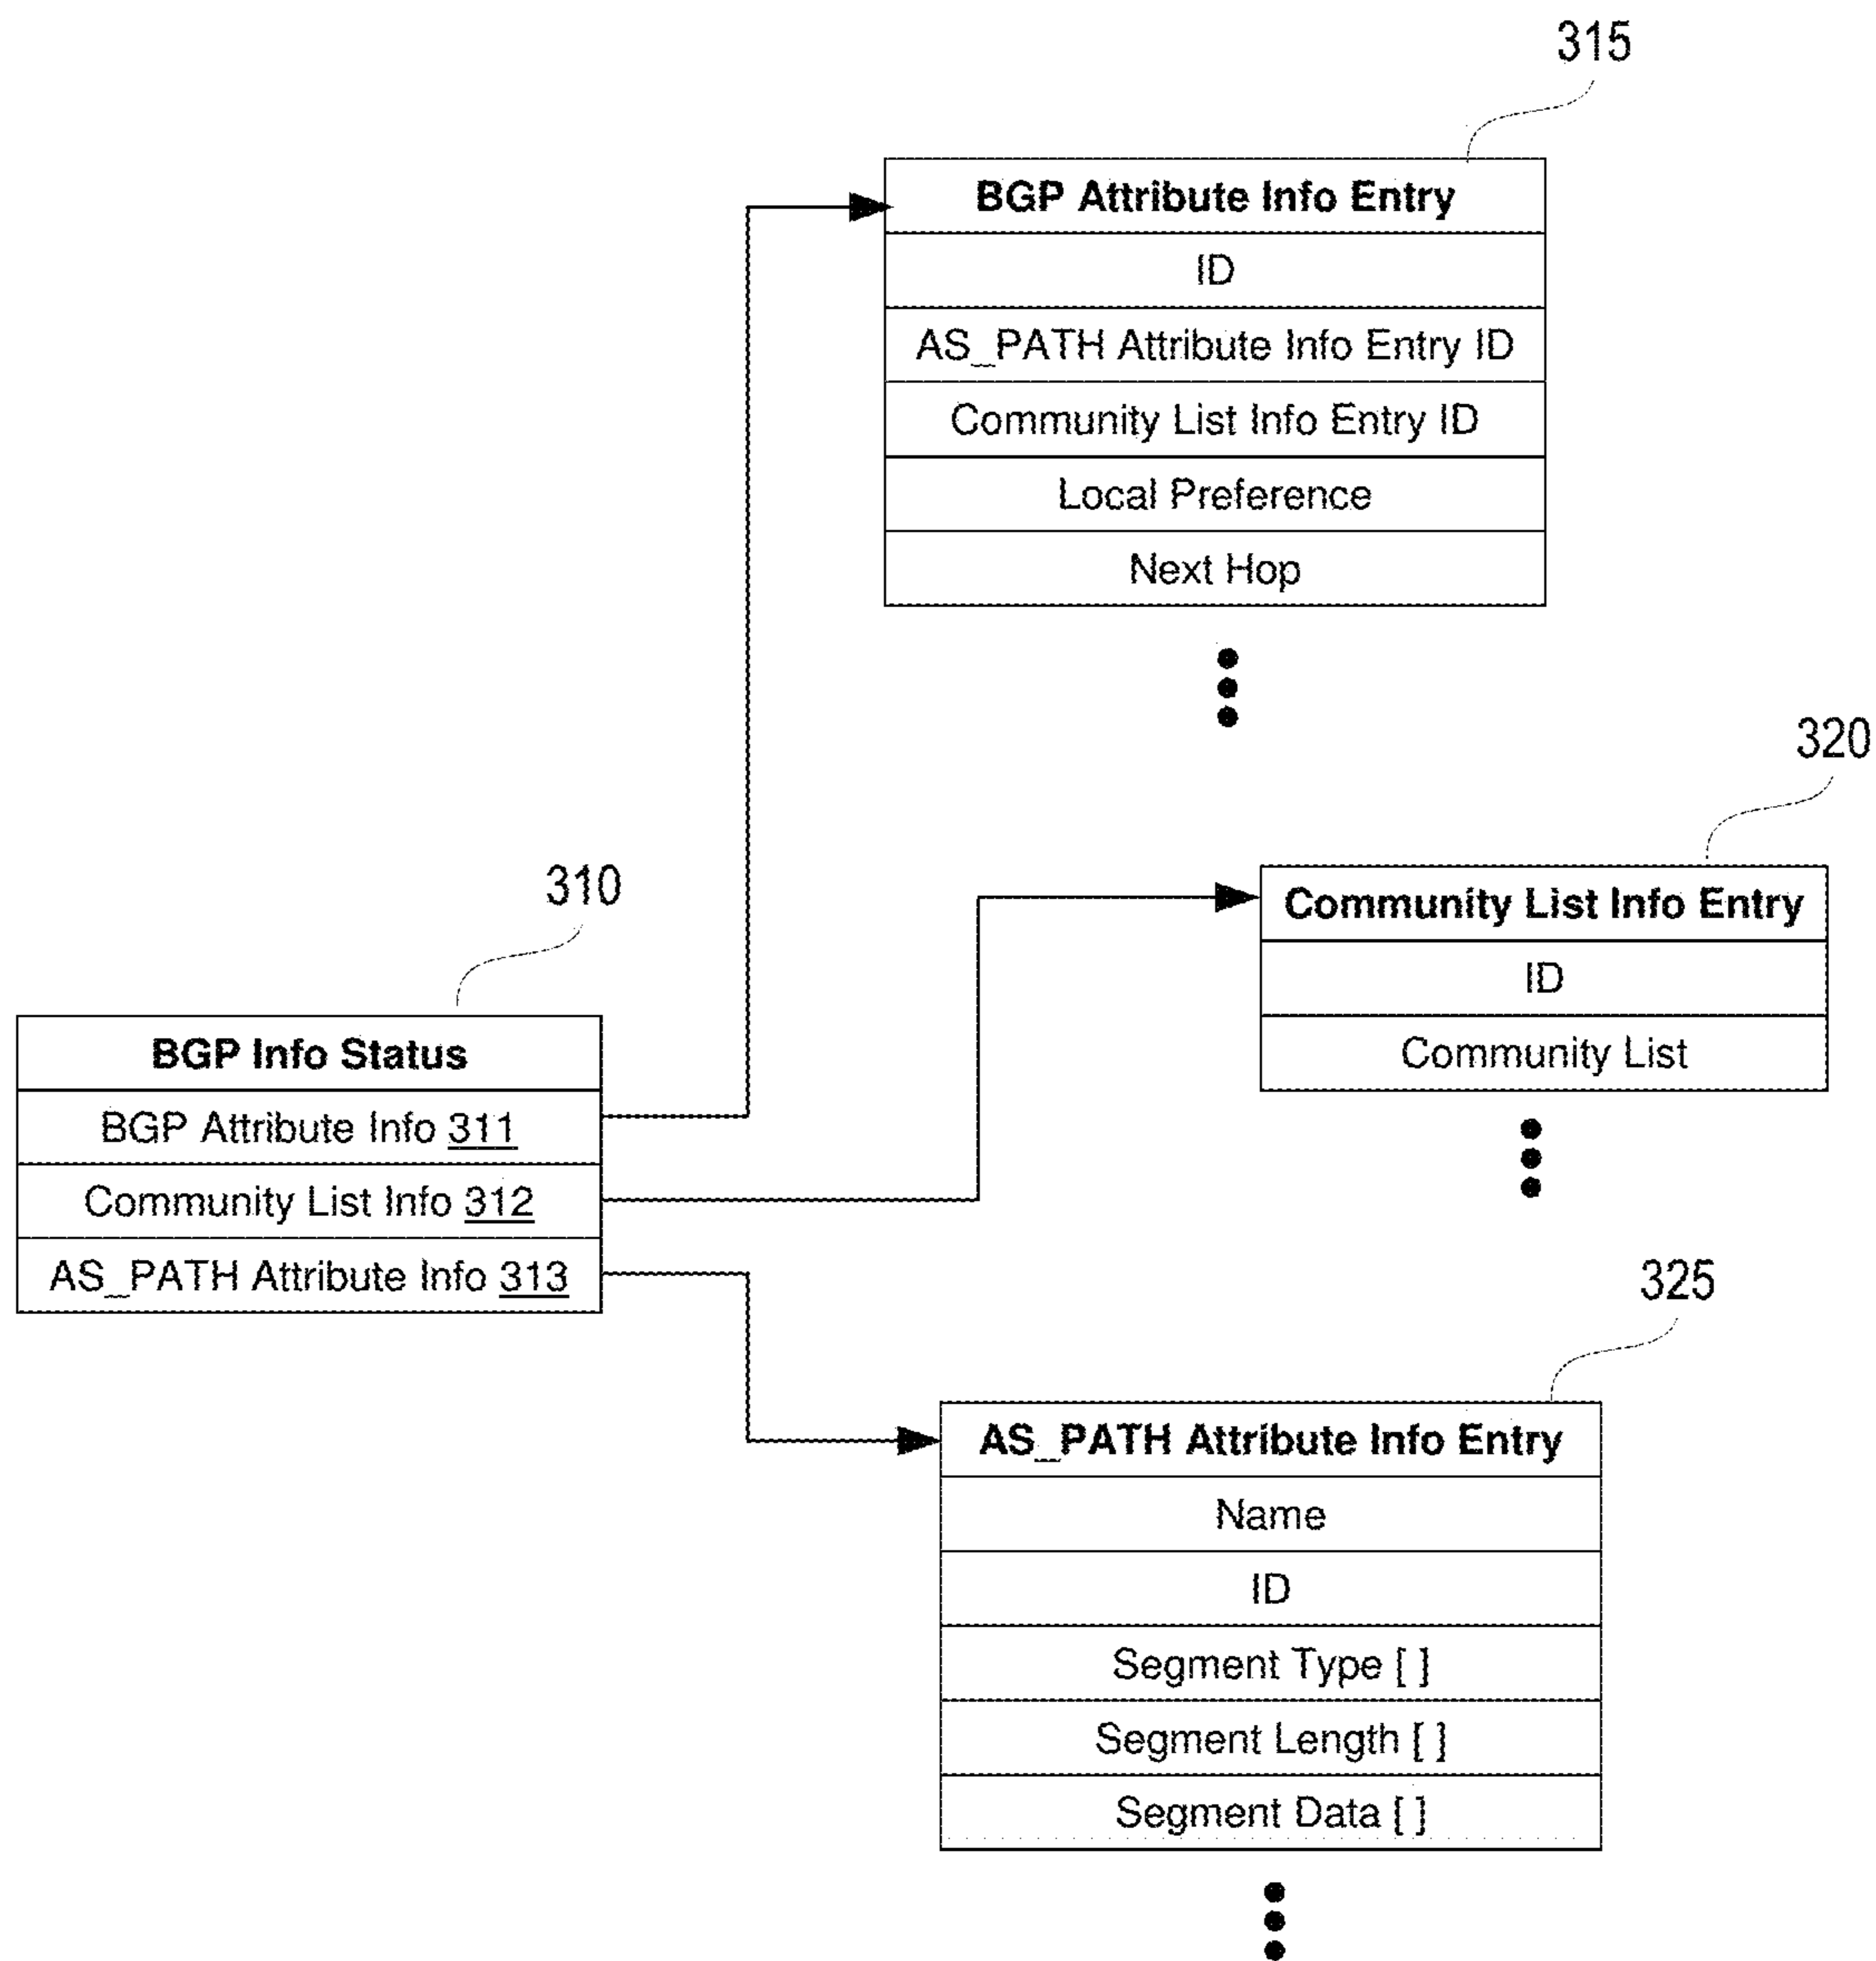 315
BGP Attribute Info Entry
ID
AS_PATH Attribute Info Entry ID
Community List Info Entry ID
Local Preference
Next Hop
320
Community List Info Entry
ID
Community List
310
BGP Info Status
BGP Attribute Info 311
Community List Info 312
AS_PATH Attribute Info 313
325
AS_PATH Attribute Info Entry
Name
ID
Segment Type [ ]
Segment Length [ ]
Segment Data [ ]